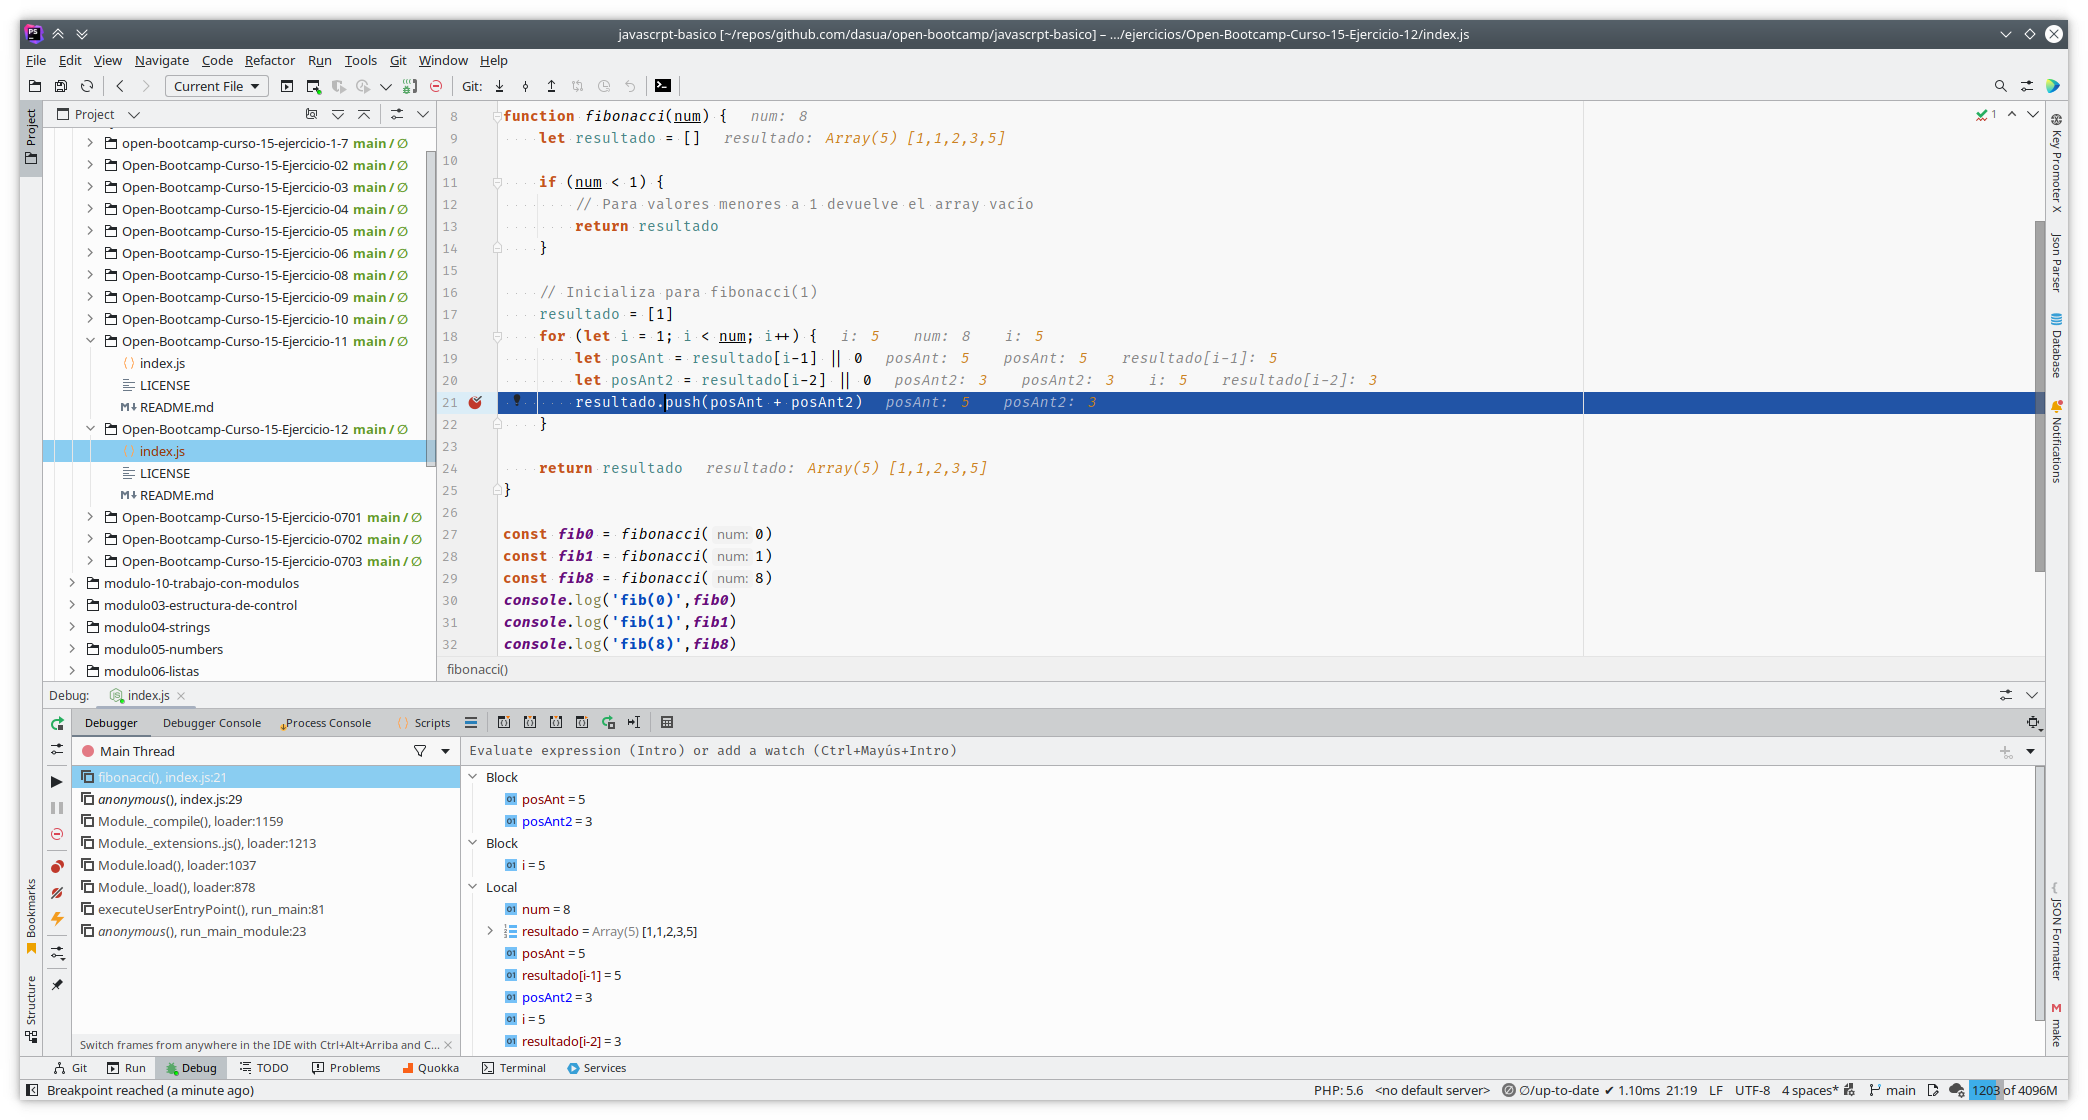 javascrpt-basico [~/repos/github.com/dasua/open-bootcamp/javascrpt-basico] – .../ejercicios/Open-Bootcamp-Curso-15-Ejercicio-12/index.js
File Edit View Navigate Code Refactor Run Tools Git Window Help
Current File Git:
Project
Project
open-bootcamp-curso-15-ejercicio-1-7 main / ∅
Open-Bootcamp-Curso-15-Ejercicio-02 main / ∅
Open-Bootcamp-Curso-15-Ejercicio-03 main / ∅
Open-Bootcamp-Curso-15-Ejercicio-04 main / ∅
Open-Bootcamp-Curso-15-Ejercicio-05 main / ∅
Open-Bootcamp-Curso-15-Ejercicio-06 main / ∅
Open-Bootcamp-Curso-15-Ejercicio-08 main / ∅
Open-Bootcamp-Curso-15-Ejercicio-09 main / ∅
Open-Bootcamp-Curso-15-Ejercicio-10 main / ∅
Open-Bootcamp-Curso-15-Ejercicio-11 main / ∅
index.js
LICENSE
README.md
Open-Bootcamp-Curso-15-Ejercicio-12 main / ∅
index.js
LICENSE
README.md
Open-Bootcamp-Curso-15-Ejercicio-0701 main / ∅
Open-Bootcamp-Curso-15-Ejercicio-0702 main / ∅
Open-Bootcamp-Curso-15-Ejercicio-0703 main / ∅
modulo-10-trabajo-con-modulos
modulo03-estructura-de-control
modulo04-strings
modulo05-numbers
modulo06-listas
8 function fibonacci(num) { num: 8
9 let resultado = [] resultado: Array(5) [1,1,2,3,5]
10
11 if (num < 1) {
12 // Para valores menores a 1 devuelve el array vacío
13 return resultado
14 }
15
16 // Inicializa para fibonacci(1)
17 resultado = [1]
18 for (let i = 1; i < num; i++) { i: 5 num: 8 i: 5
19 let posAnt = resultado[i-1] || 0 posAnt: 5 posAnt: 5 resultado[i-1]: 5
20 let posAnt2 = resultado[i-2] || 0 posAnt2: 3 posAnt2: 3 i: 5 resultado[i-2]: 3
21 resultado.push(posAnt + posAnt2) posAnt: 5 posAnt2: 3
22 }
23
24 return resultado resultado: Array(5) [1,1,2,3,5]
25 }
26
27 const fib0 = fibonacci( num: 0)
28 const fib1 = fibonacci( num: 1)
29 const fib8 = fibonacci( num: 8)
30 console.log('fib(0)',fib0)
31 console.log('fib(1)',fib1)
32 console.log('fib(8)',fib8)
fibonacci()
1
Key Promoter X
Json Parser
Database
Notifications
JSON Formatter
make
Debug: index.js
Debugger Debugger Console Process Console Scripts
Main Thread
fibonacci(), index.js:21
anonymous(), index.js:29
Module._compile(), loader:1159
Module._extensions..js(), loader:1213
Module.load(), loader:1037
Module._load(), loader:878
executeUserEntryPoint(), run_main:81
anonymous(), run_main_module:23
Switch frames from anywhere in the IDE with Ctrl+Alt+Arriba and C...
Evaluate expression (Intro) or add a watch (Ctrl+Mayús+Intro)
Block
posAnt = 5
posAnt2 = 3
Block
i = 5
Local
num = 8
resultado = Array(5) [1,1,2,3,5]
posAnt = 5
resultado[i-1] = 5
posAnt2 = 3
i = 5
resultado[i-2] = 3
Bookmarks
Structure
Git Run Debug TODO Problems Quokka Terminal Services
Breakpoint reached (a minute ago)
PHP: 5.6 <no default server> ∅/up-to-date ✔ 1.10ms 21:19 LF UTF-8 4 spaces* main 1203 of 4096M